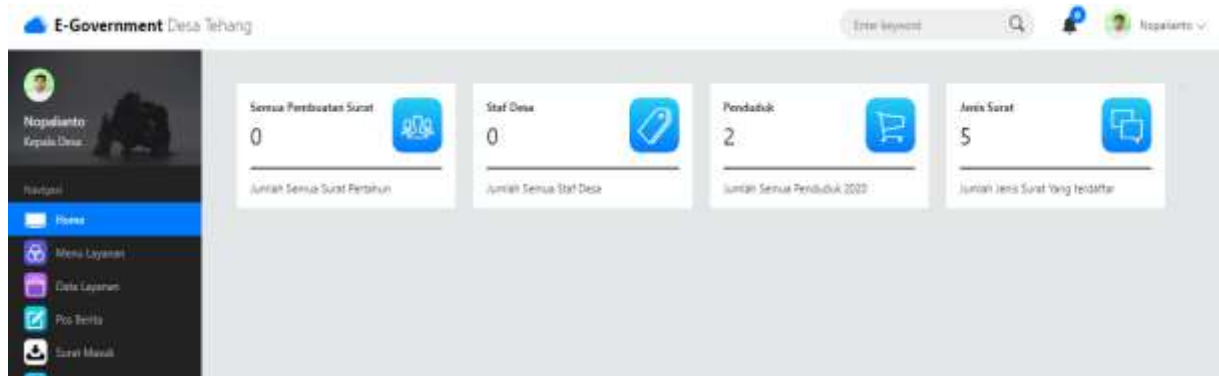 E-Government Desa Tehang
Enter keyword
Nopalianto
Nopalianto
Kepala Desa
Navigasi
Home
Menu Layanan
Data Layanan
Pos Berita
Surat Masuk
Semua Pembuatan Surat
0
Jumlah Semua Surat Pertahun
Staf Desa
0
Jumlah Semua Staf Desa
Penduduk
2
Jumlah Semua Penduduk 2020
Jenis Surat
5
Jumlah Jenis Surat Yang terdaftar